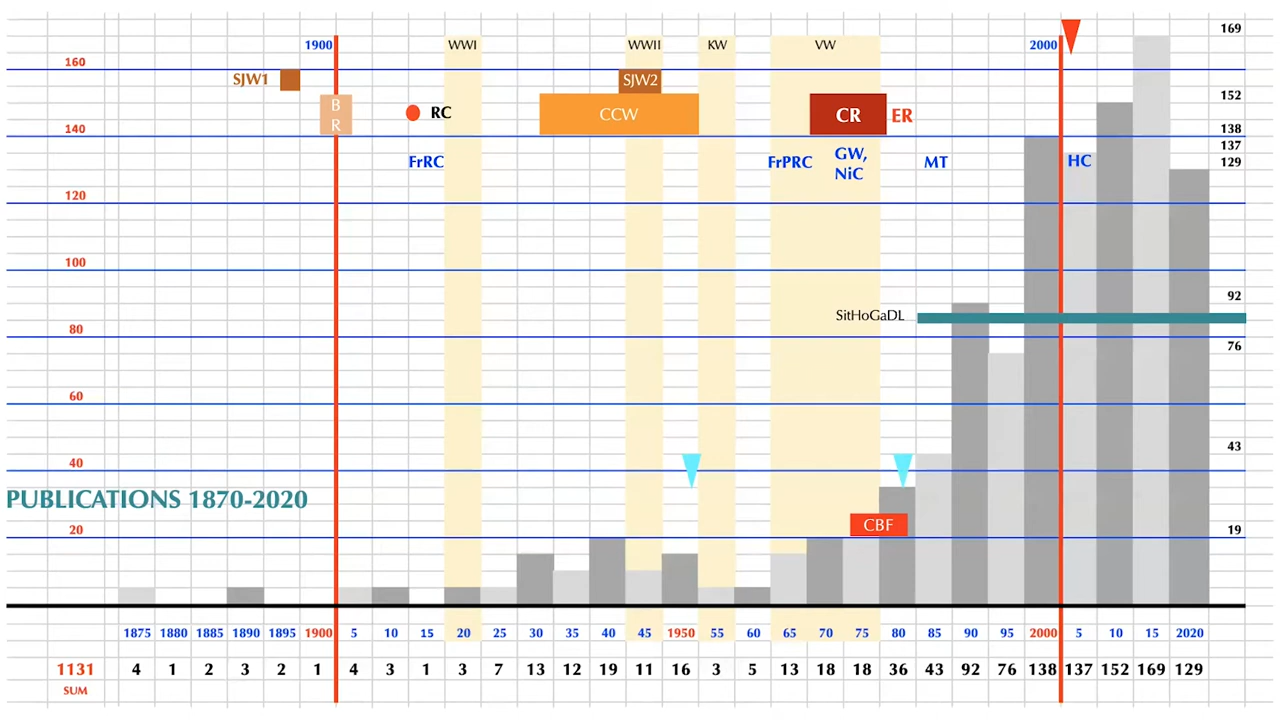 169
1900 WWI WWII KW VW 2000
160
SJW1 SJW2
152
B
R
RC CCW CR ER
140 138
137
FrRC FrPRC GW,
NiC MT HC 129
120
100
92
SitHoGaDL
80
76
60
43
40
PUBLICATIONS 1870-2020
CBF
20 19
1875 1880 1885 1890 1895 1900 5 10 15 20 25 30 35 40 45 1950 55 60 65 70 75 80 85 90 95 2000 5 10 15 2020
1131 4 1 2 3 2 1 4 3 1 3 7 13 12 19 11 16 3 5 13 18 18 36 43 92 76 138 137 152 169 129
SUM